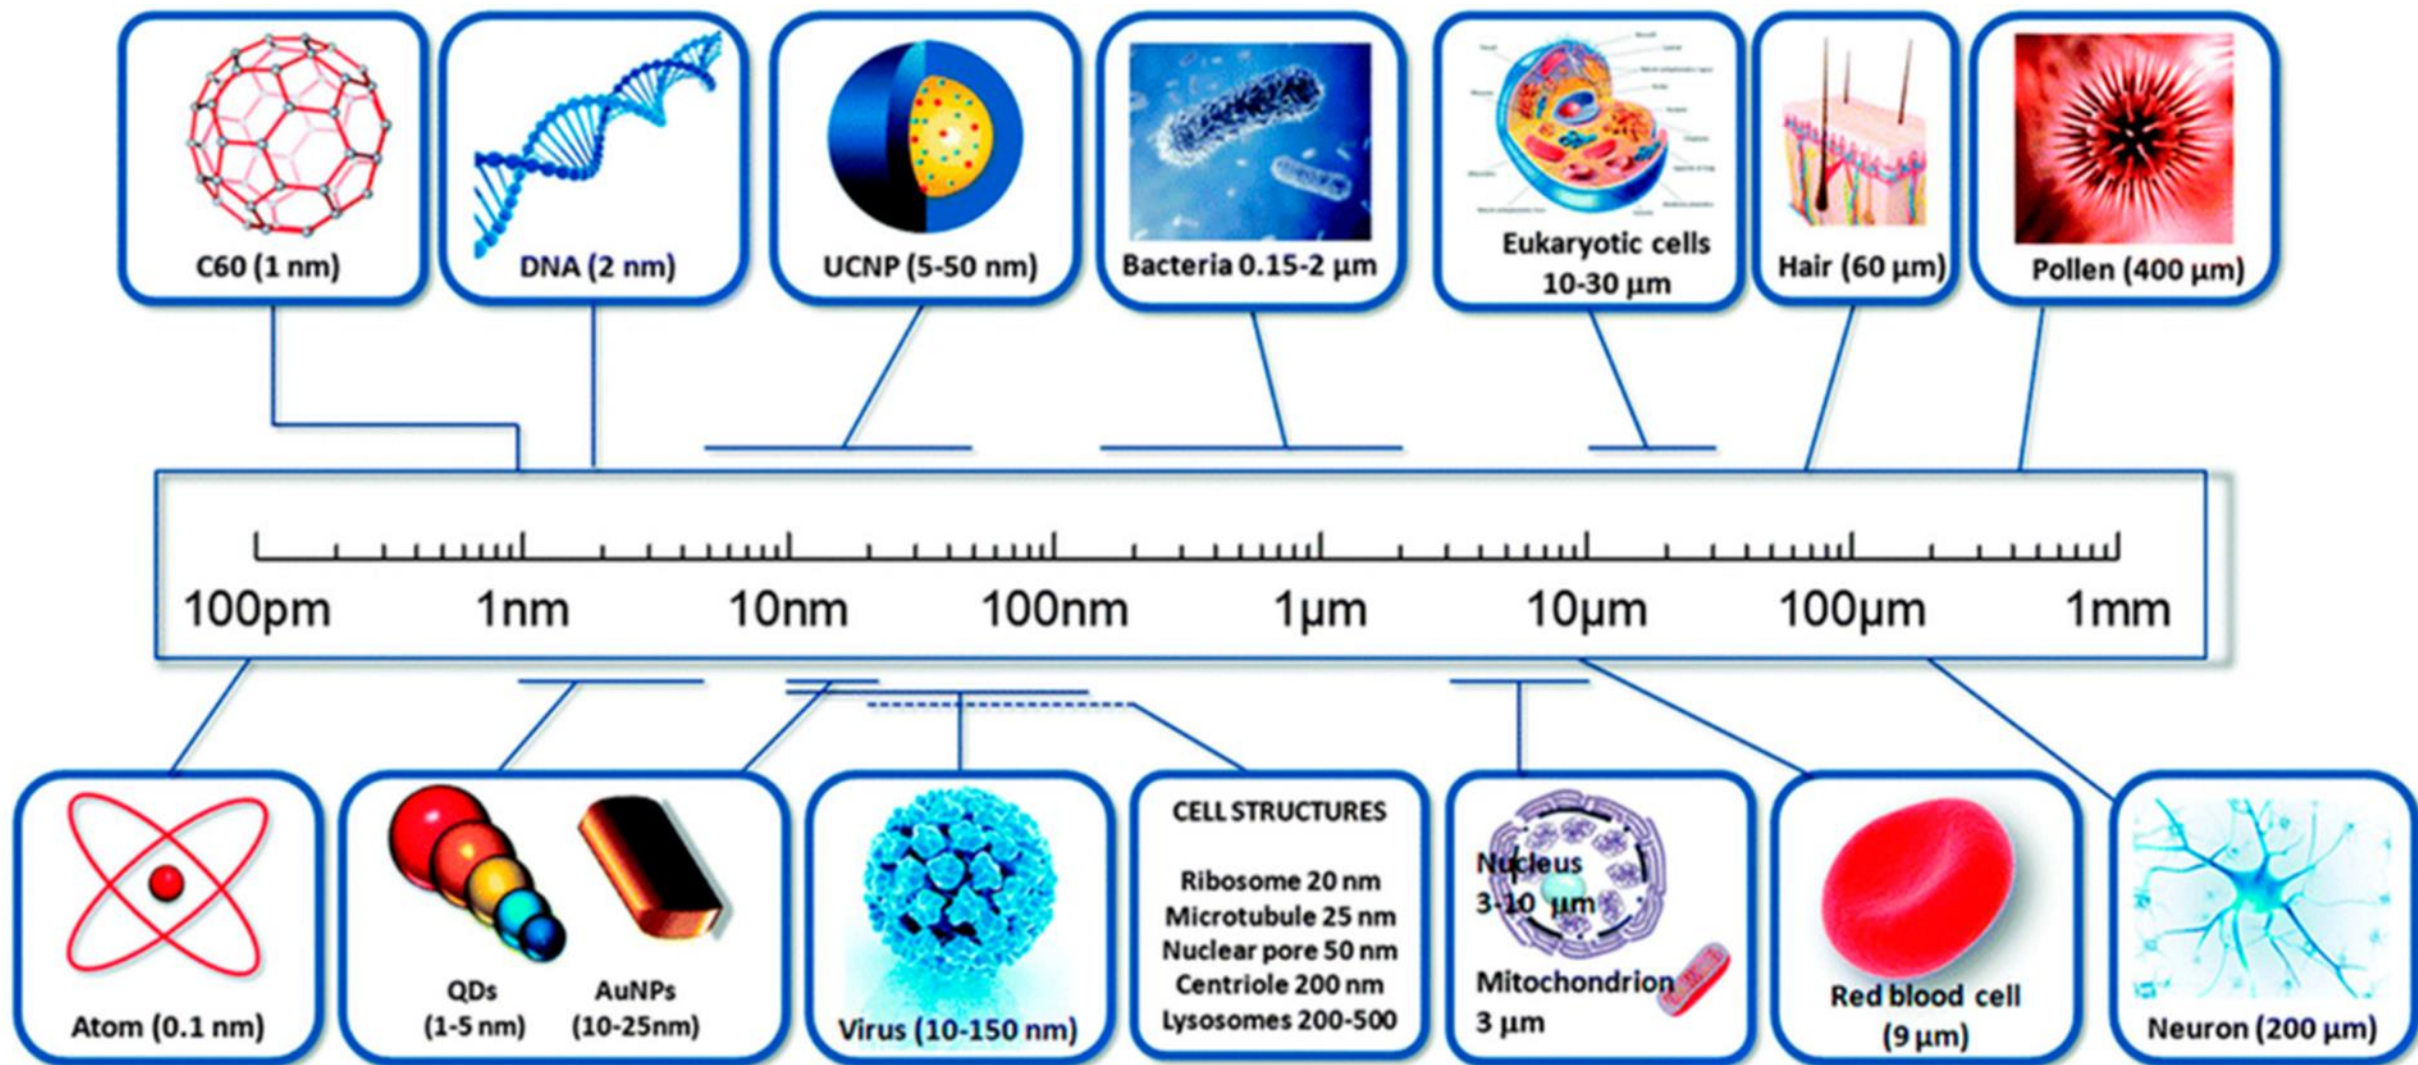 C60 (1 nm)
DNA (2 nm)
UCNP (5-50 nm)
Bacteria 0.15-2 µm
Eukaryotic cells
10-30 µm
Hair (60 µm)
Pollen (400 µm)
100pm
1nm
10nm
100nm
1µm
10µm
100µm
1mm
Atom (0.1 nm)
QDs
(1-5 nm)
AuNPs
(10-25nm)
Virus (10-150 nm)
CELL STRUCTURES
Ribosome 20 nm
Microtubule 25 nm
Nuclear pore 50 nm
Centriole 200 nm
Lysosomes 200-500
Nucleus
3-10 µm
Mitochondrion
3 µm
Red blood cell
(9 µm)
Neuron (200 µm)